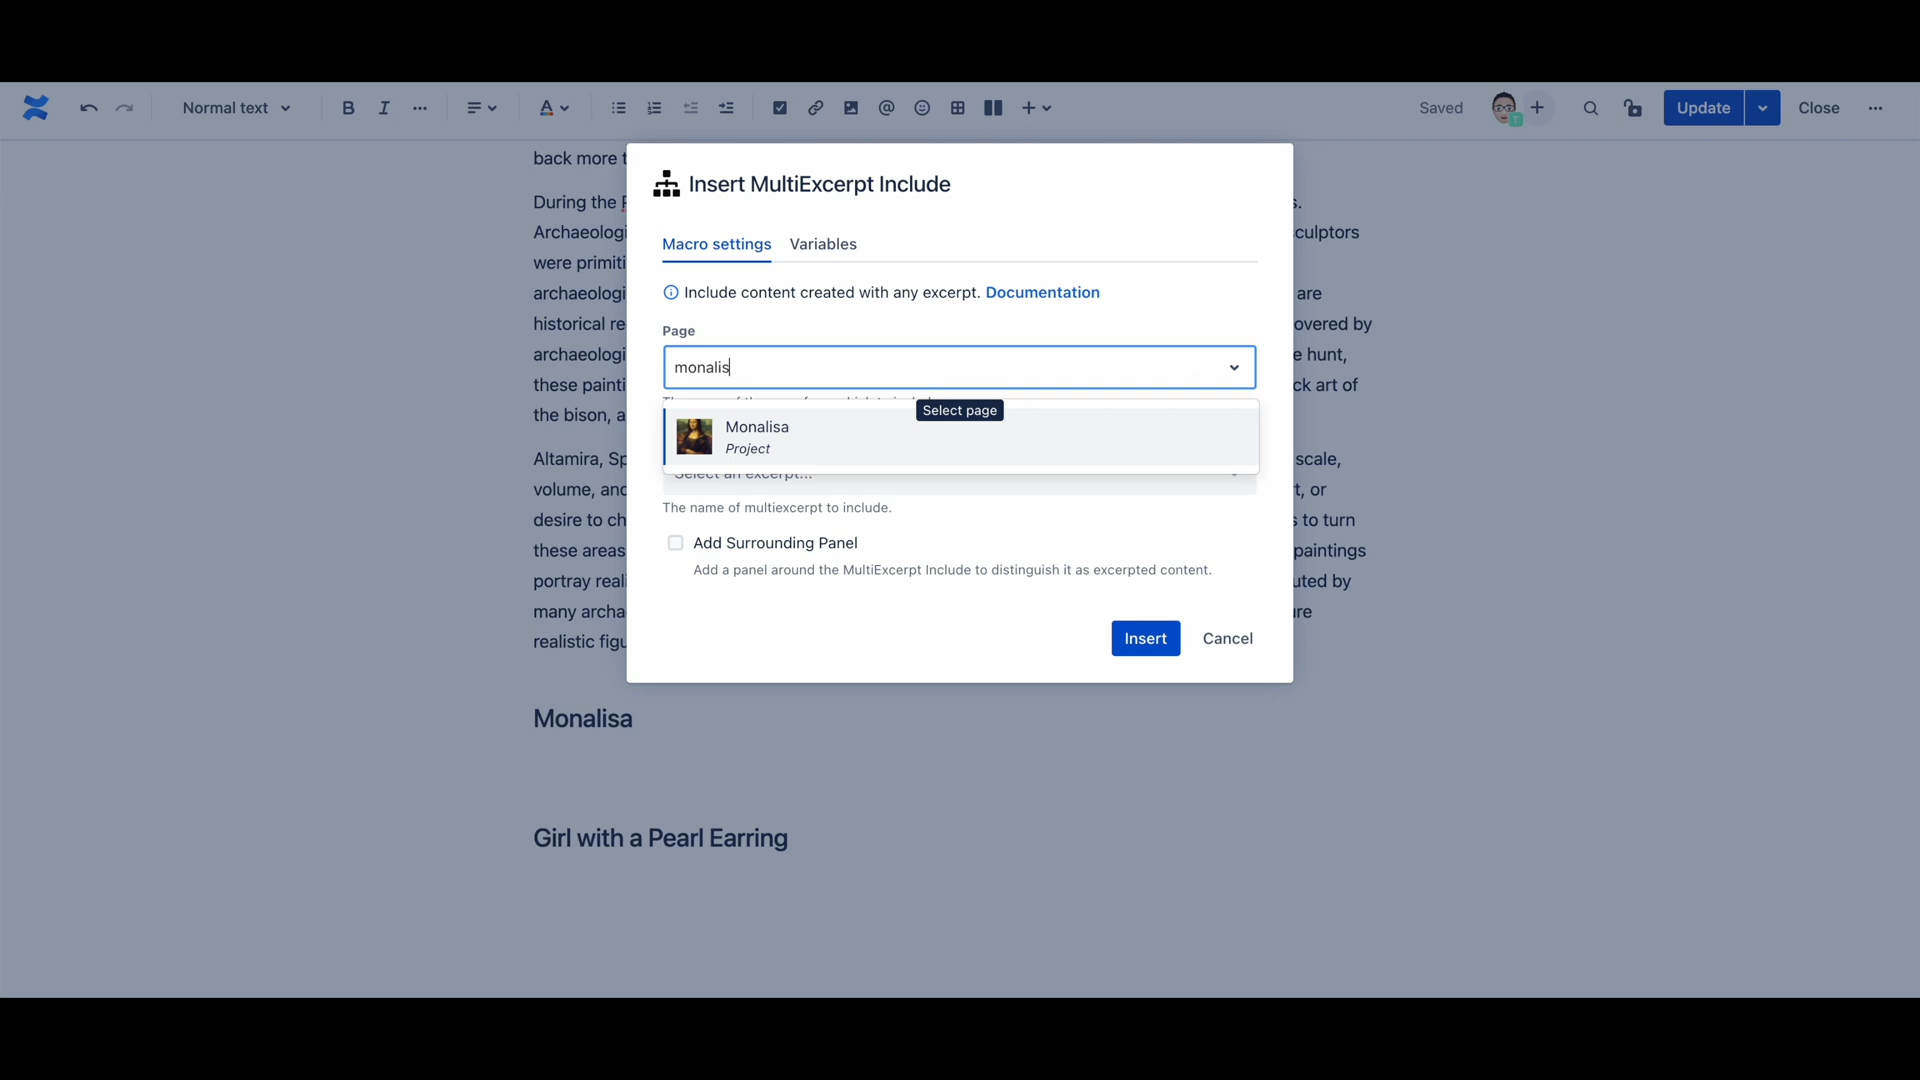 Normal text
Saved
T
Update
Close
back more t
During the
s.
Archaeologi
culptors
were primiti
archaeologi
are
historical re
overed by
archaeologi
e hunt,
these painti
ck art of
the bison, a
Altamira, Sp
scale,
volume, and
t, or
desire to ch
s to turn
these areas
paintings
portray reali
uted by
many archa
ure
realistic figu
Insert MultiExcerpt Include
Macro settings Variables
Include content created with any excerpt. Documentation
Page
monalis
Select page
Monalisa
Project
Select an excerpt...
The name of multiexcerpt to include.
Add Surrounding Panel
Add a panel around the MultiExcerpt Include to distinguish it as excerpted content.
Insert Cancel
Monalisa
Girl with a Pearl Earring